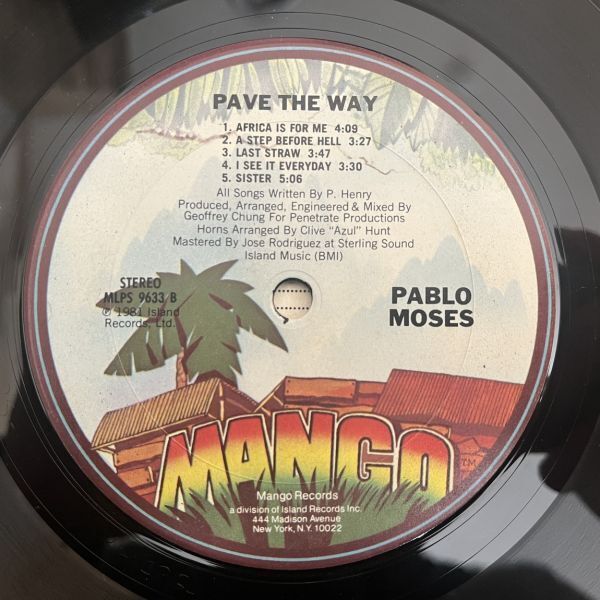 PAVE THE WAY
1. AFRICA IS FOR ME 4:09
2. A STEP BEFORE HELL 3:27
3. LAST STRAW 3:47
4. I SEE IT EVERYDAY 3:30
5. SISTER 5:06
All Songs Written By P. Henry
Produced, Arranged, Engineered & Mixed By
Geoffrey Chung For Penetrate Productions
Horns Arranged By Clive "Azul" Hunt
Mastered By Jose Rodriguez at Sterling Sound
Island Music (BMI)
STEREO
MLPS 9633 B
℗ 1981 Island
Records, Ltd.
PABLO
MOSES
MANGO
TM
Mango Records
a division of Island Records Inc.
444 Madison Avenue
New York, N.Y. 10022